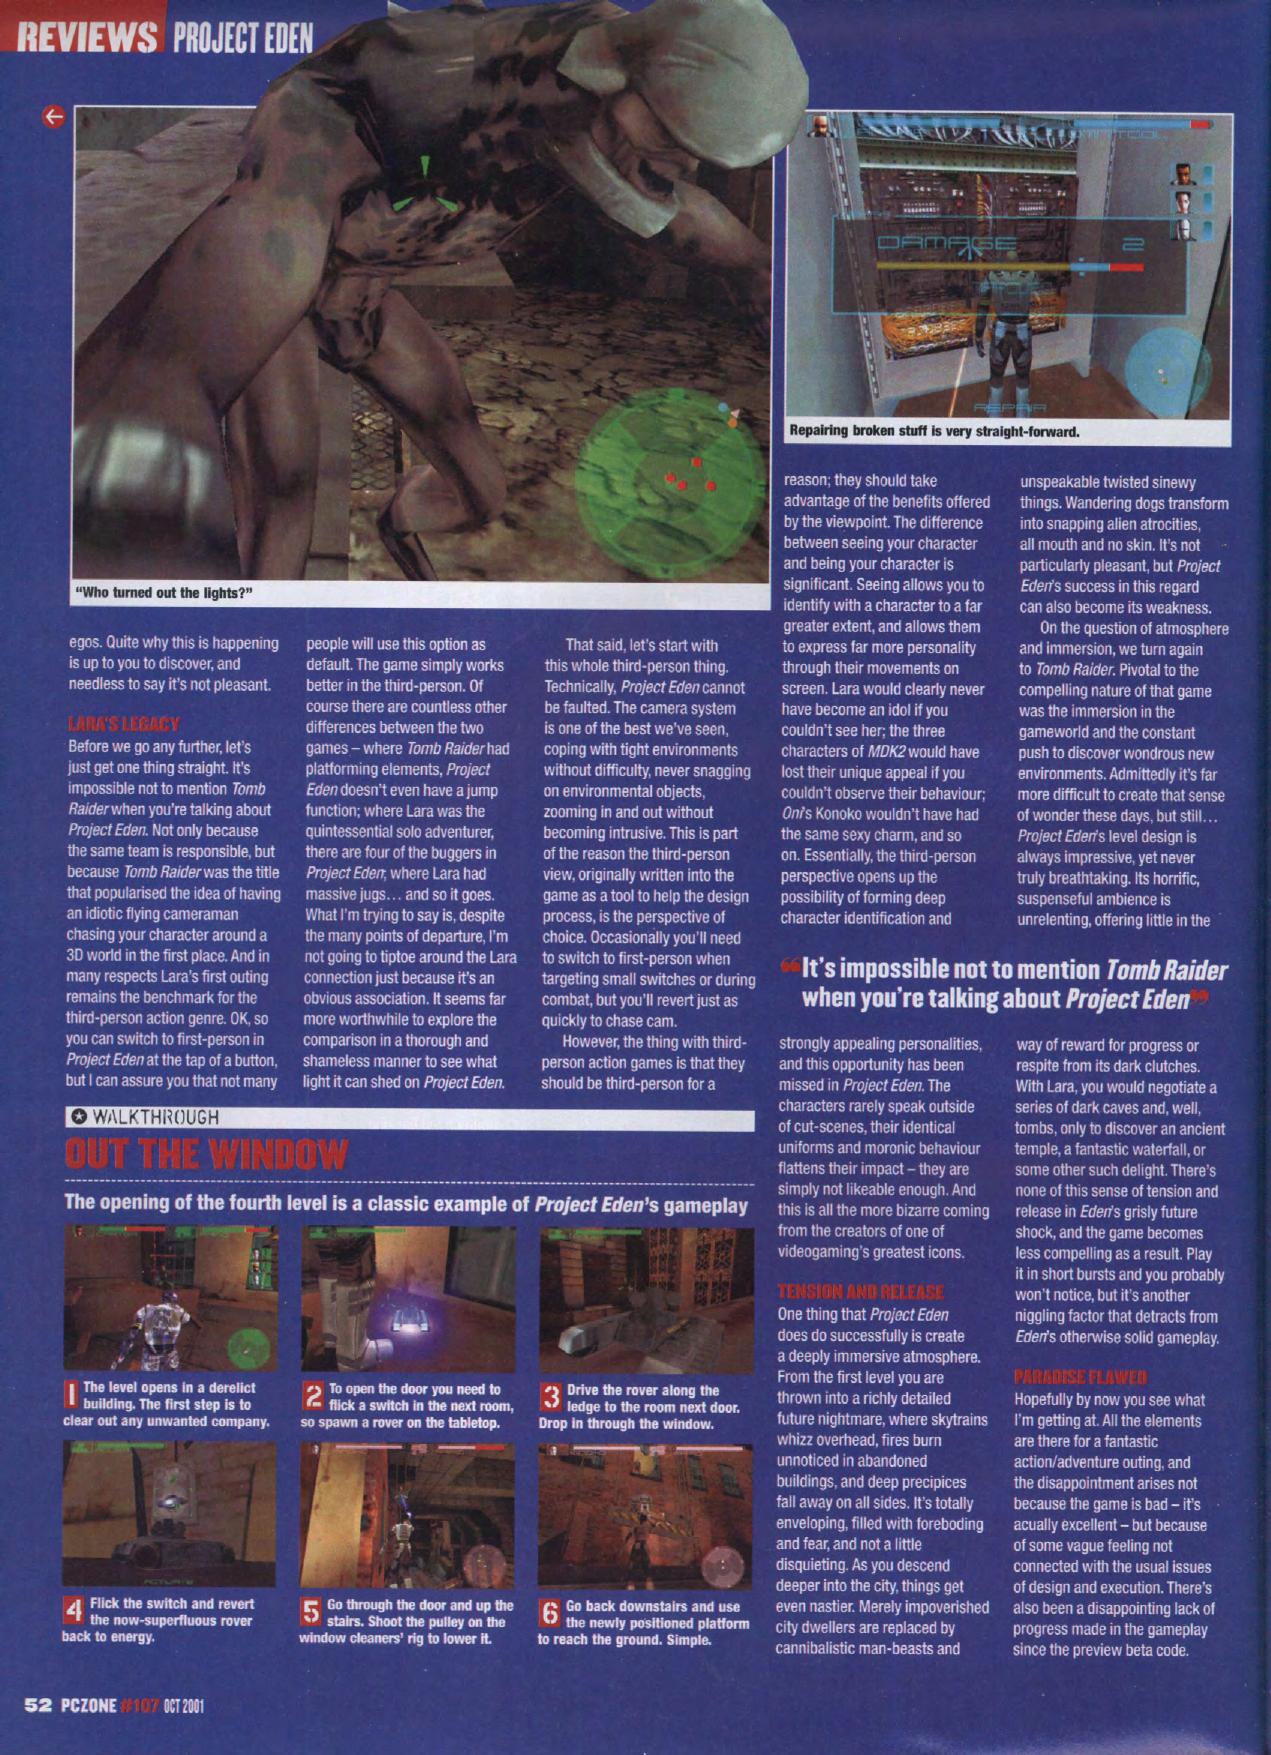 REVIEWS PROJECT EDEN
DAMAGE 2
REPAIR
Repairing broken stuff is very straight-forward.
"Who turned out the lights?"
egos. Quite why this is happening
is up to you to discover, and
needless to say it's not pleasant.
LARA'S LEGACY
Before we go any further, let's
just get one thing straight. It's
impossible not to mention Tomb
Raider when you're talking about
Project Eden. Not only because
the same team is responsible, but
because Tomb Raider was the title
that popularised the idea of having
an idiotic flying cameraman
chasing your character around a
3D world in the first place. And in
many respects Lara's first outing
remains the benchmark for the
third-person action genre. OK, so
you can switch to first-person in
Project Eden at the tap of a button,
but I can assure you that not many
people will use this option as
default. The game simply works
better in the third-person. Of
course there are countless other
differences between the two
games – where Tomb Raider had
platforming elements, Project
Eden doesn't even have a jump
function; where Lara was the
quintessential solo adventurer,
there are four of the buggers in
Project Eden; where Lara had
massive jugs... and so it goes.
What I'm trying to say is, despite
the many points of departure, I'm
not going to tiptoe around the Lara
connection just because it's an
obvious association. It seems far
more worthwhile to explore the
comparison in a thorough and
shameless manner to see what
light it can shed on Project Eden.
That said, let's start with
this whole third-person thing.
Technically, Project Eden cannot
be faulted. The camera system
is one of the best we've seen,
coping with tight environments
without difficulty, never snagging
on environmental objects,
zooming in and out without
becoming intrusive. This is part
of the reason the third-person
view, originally written into the
game as a tool to help the design
process, is the perspective of
choice. Occasionally you'll need
to switch to first-person when
targeting small switches or during
combat, but you'll revert just as
quickly to chase cam.
However, the thing with third-
person action games is that they
should be third-person for a
reason; they should take
advantage of the benefits offered
by the viewpoint. The difference
between seeing your character
and being your character is
significant. Seeing allows you to
identify with a character to a far
greater extent, and allows them
to express far more personality
through their movements on
screen. Lara would clearly never
have become an idol if you
couldn't see her; the three
characters of MDK2 would have
lost their unique appeal if you
couldn't observe their behaviour;
Oni's Konoko wouldn't have had
the same sexy charm, and so
on. Essentially, the third-person
perspective opens up the
possibility of forming deep
character identification and
"It's impossible not to mention Tomb Raider
when you're talking about Project Eden"
strongly appealing personalities,
and this opportunity has been
missed in Project Eden. The
characters rarely speak outside
of cut-scenes, their identical
uniforms and moronic behaviour
flattens their impact – they are
simply not likeable enough. And
this is all the more bizarre coming
from the creators of one of
videogaming's greatest icons.
TENSION AND RELEASE
One thing that Project Eden
does do successfully is create
a deeply immersive atmosphere.
From the first level you are
thrown into a richly detailed
future nightmare, where skytrains
whizz overhead, fires burn
unnoticed in abandoned
buildings, and deep precipices
fall away on all sides. It's totally
enveloping, filled with foreboding
and fear, and not a little
disquieting. As you descend
deeper into the city, things get
even nastier. Merely impoverished
city dwellers are replaced by
cannibalistic man-beasts and
unspeakable twisted sinewy
things. Wandering dogs transform
into snapping alien atrocities,
all mouth and no skin. It's not
particularly pleasant, but Project
Eden's success in this regard
can also become its weakness.
On the question of atmosphere
and immersion, we turn again
to Tomb Raider. Pivotal to the
compelling nature of that game
was the immersion in the
gameworld and the constant
push to discover wondrous new
environments. Admittedly it's far
more difficult to create that sense
of wonder these days, but still...
Project Eden's level design is
always impressive, yet never
truly breathtaking. Its horrific,
suspenseful ambience is
unrelenting, offering little in the
way of reward for progress or
respite from its dark clutches.
With Lara, you would negotiate a
series of dark caves and, well,
tombs, only to discover an ancient
temple, a fantastic waterfall, or
some other such delight. There's
none of this sense of tension and
release in Eden's grisly future
shock, and the game becomes
less compelling as a result. Play
it in short bursts and you probably
won't notice, but it's another
niggling factor that detracts from
Eden's otherwise solid gameplay.
PARADISE FLAWED
Hopefully by now you see what
I'm getting at. All the elements
are there for a fantastic
action/adventure outing, and
the disappointment arises not
because the game is bad – it's
acually excellent – but because
of some vague feeling not
connected with the usual issues
of design and execution. There's
also been a disappointing lack of
progress made in the gameplay
since the preview beta code.
WALKTHROUGH
OUT THE WINDOW
The opening of the fourth level is a classic example of Project Eden's gameplay
1 The level opens in a derelict
building. The first step is to
clear out any unwanted company.
2 To open the door you need to
flick a switch in the next room,
so spawn a rover on the tabletop.
3 Drive the rover along the
ledge to the room next door.
Drop in through the window.
ACTIVATE
4 Flick the switch and revert
the now-superfluous rover
back to energy.
5 Go through the door and up the
stairs. Shoot the pulley on the
window cleaners' rig to lower it.
6 Go back downstairs and use
the newly positioned platform
to reach the ground. Simple.
52 PCZONE #107 OCT 2001